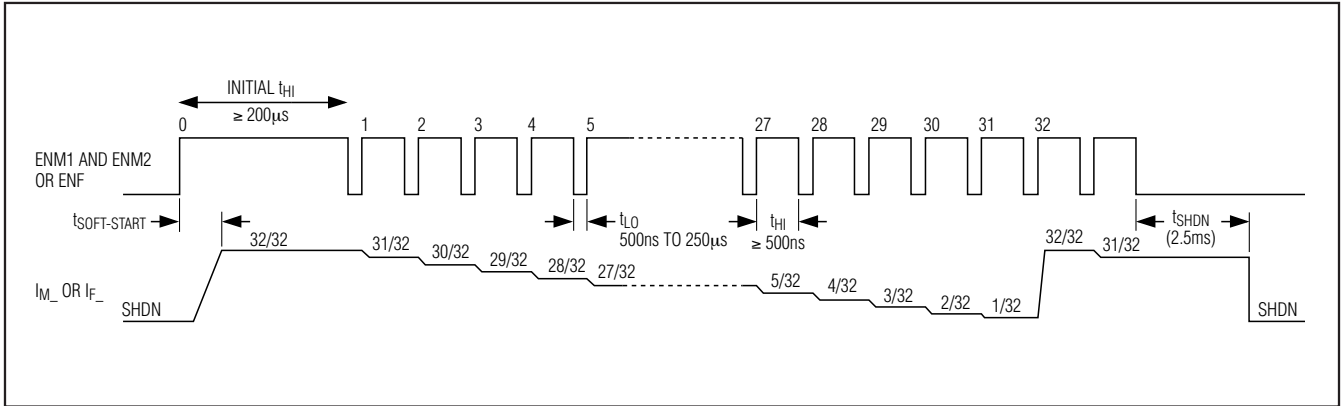 INITIAL tHI
≥ 200μs
0 1 2 3 4 5 27 28 29 30 31 32
ENM1 AND ENM2
OR ENF
tSOFT-START
tLO
500ns TO 250μs
tHI
≥ 500ns
tSHDN
(2.5ms)
32/32 31/32 30/32 29/32 28/32 27/32 5/32 4/32 3/32 2/32 1/32 32/32 31/32
IM_ OR IF_
SHDN
SHDN